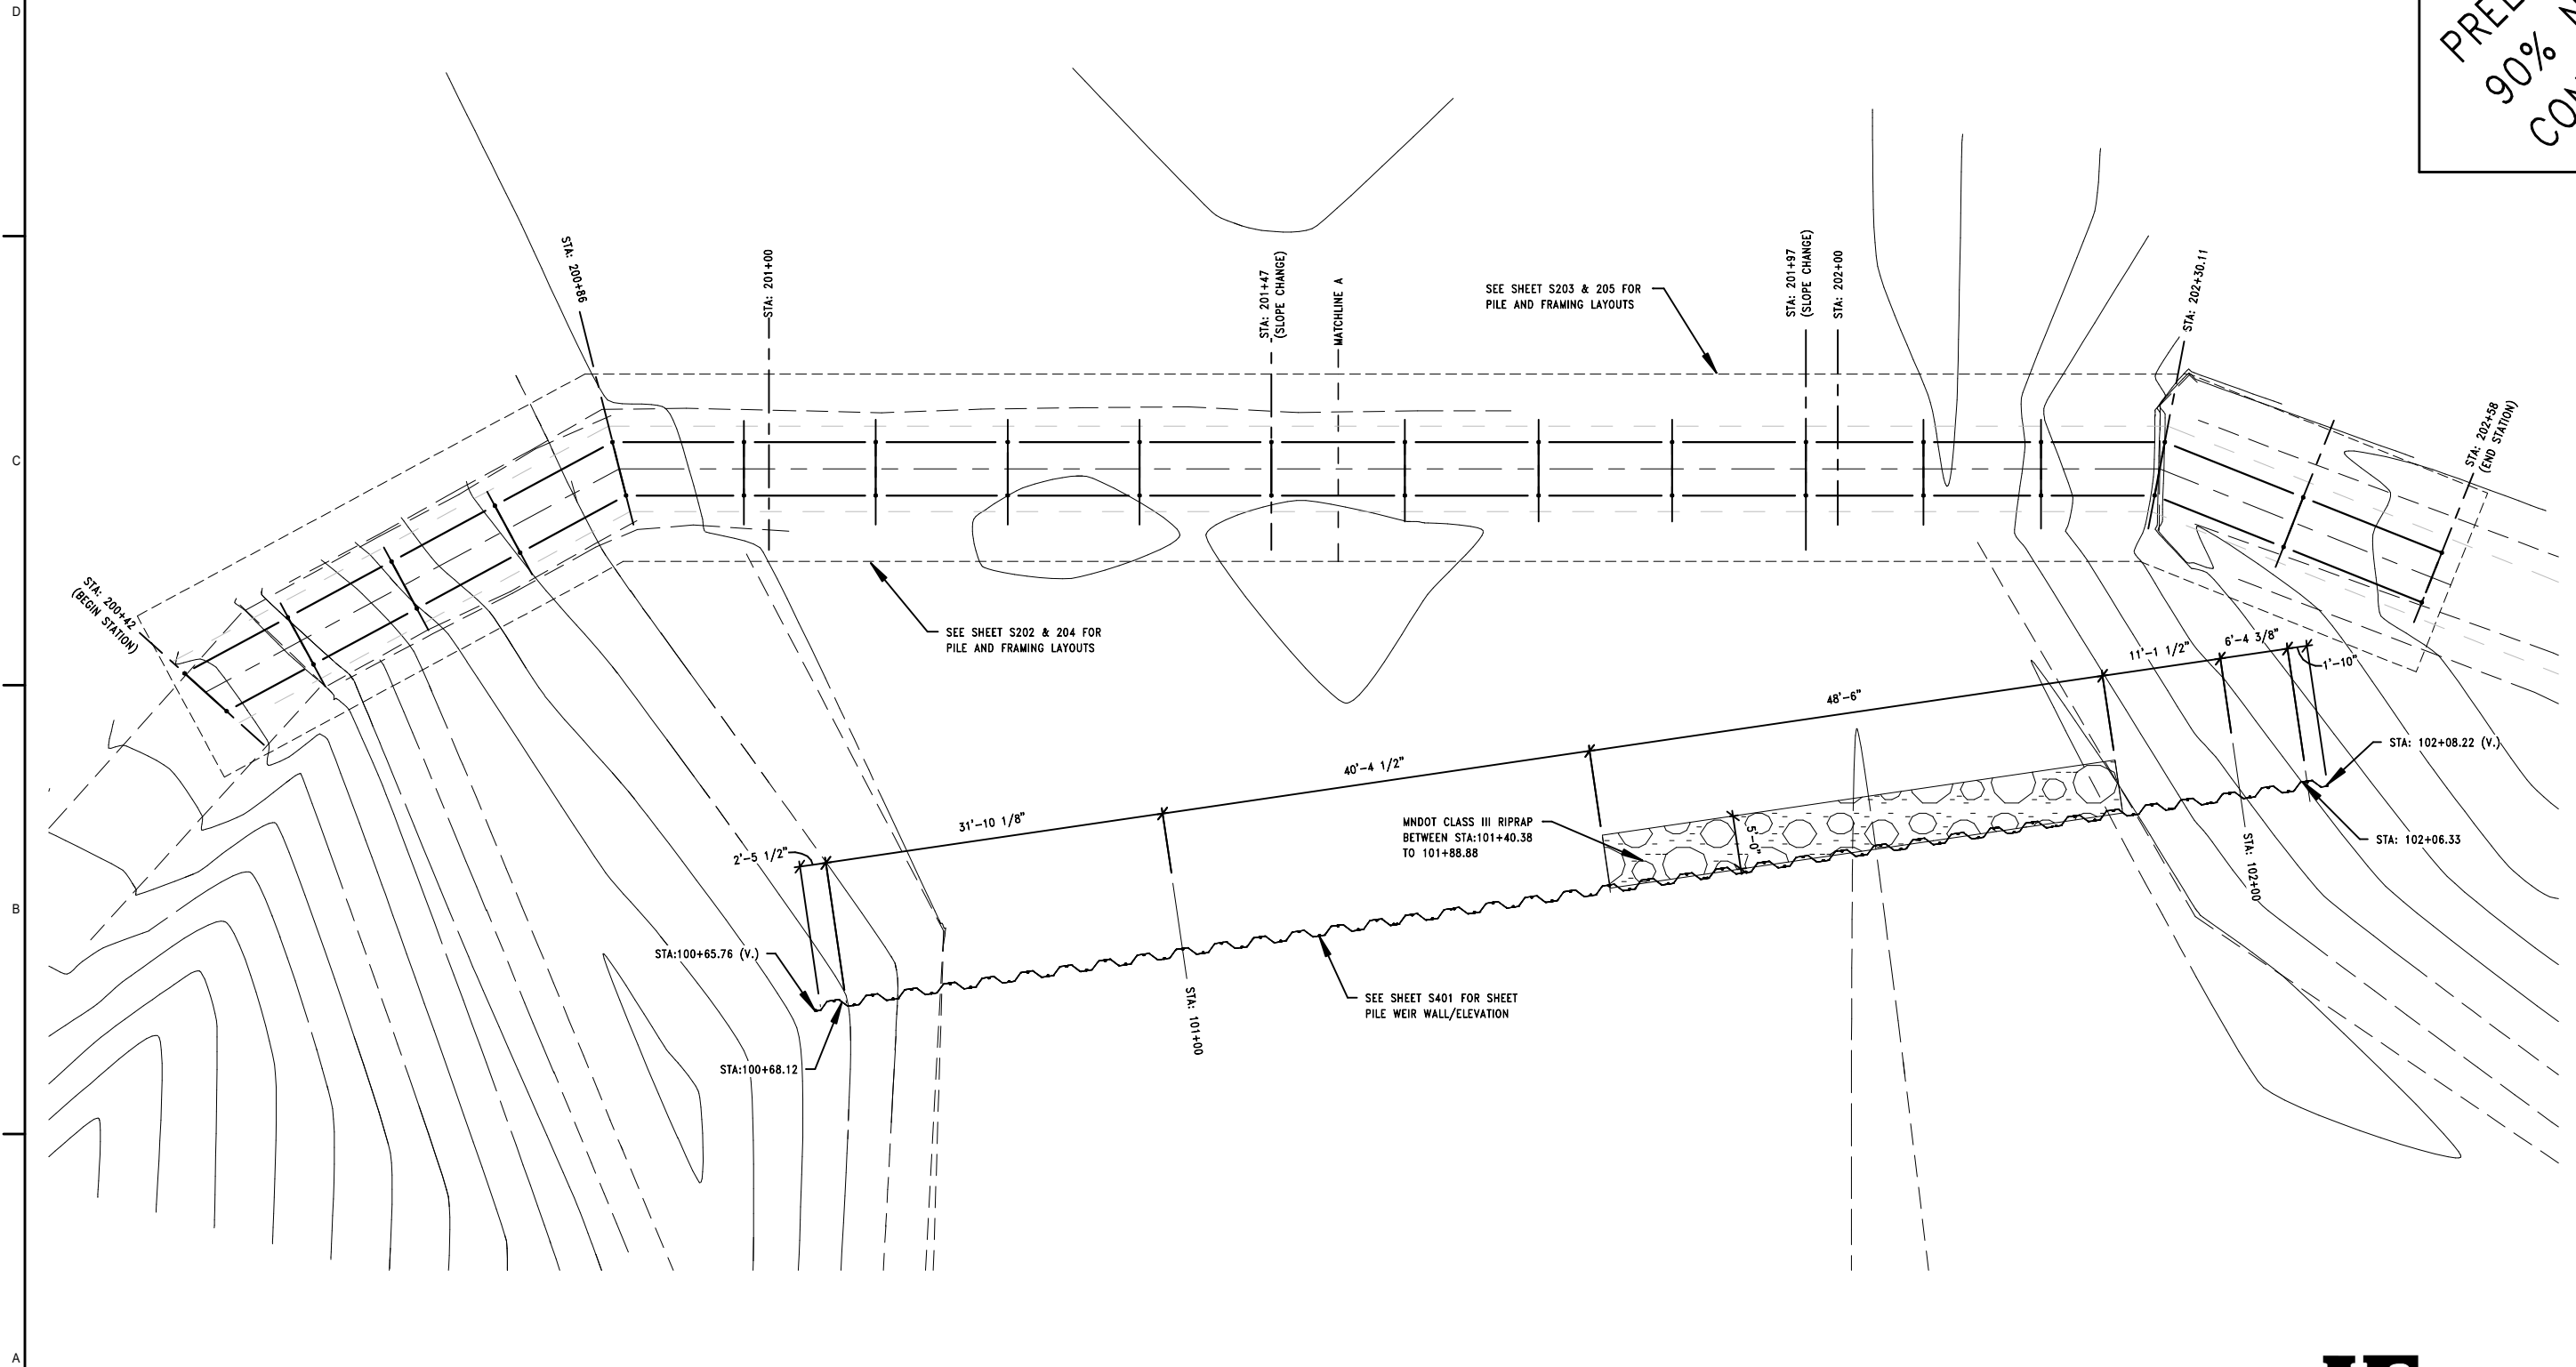 D
PREL
90%
CON
STA: 200+86
STA: 201+00
STA: 201+47
(SLOPE CHANGE)
MATCHLINE A
SEE SHEET S203 & 205 FOR
PILE AND FRAMING LAYOUTS
STA: 201+97
(SLOPE CHANGE)
STA: 202+00
STA: 202+30.11
STA: 202+58
(END STATION)
C
STA: 200+42
(BEGIN STATION)
SEE SHEET S202 & 204 FOR
PILE AND FRAMING LAYOUTS
11'-1 1/2"
6'-4 3/8"
1'-10"
48'-6"
40'-4 1/2"
31'-10 1/8"
2'-5 1/2"
STA: 102+08.22 (V.)
MNDOT CLASS III RIPRAP
BETWEEN STA:101+40.38
TO 101+88.88
5'-0"
STA: 102+06.33
STA: 102+00
B
STA:100+65.76 (V.)
STA: 101+00
SEE SHEET S401 FOR SHEET
PILE WEIR WALL/ELEVATION
STA:100+68.12
A